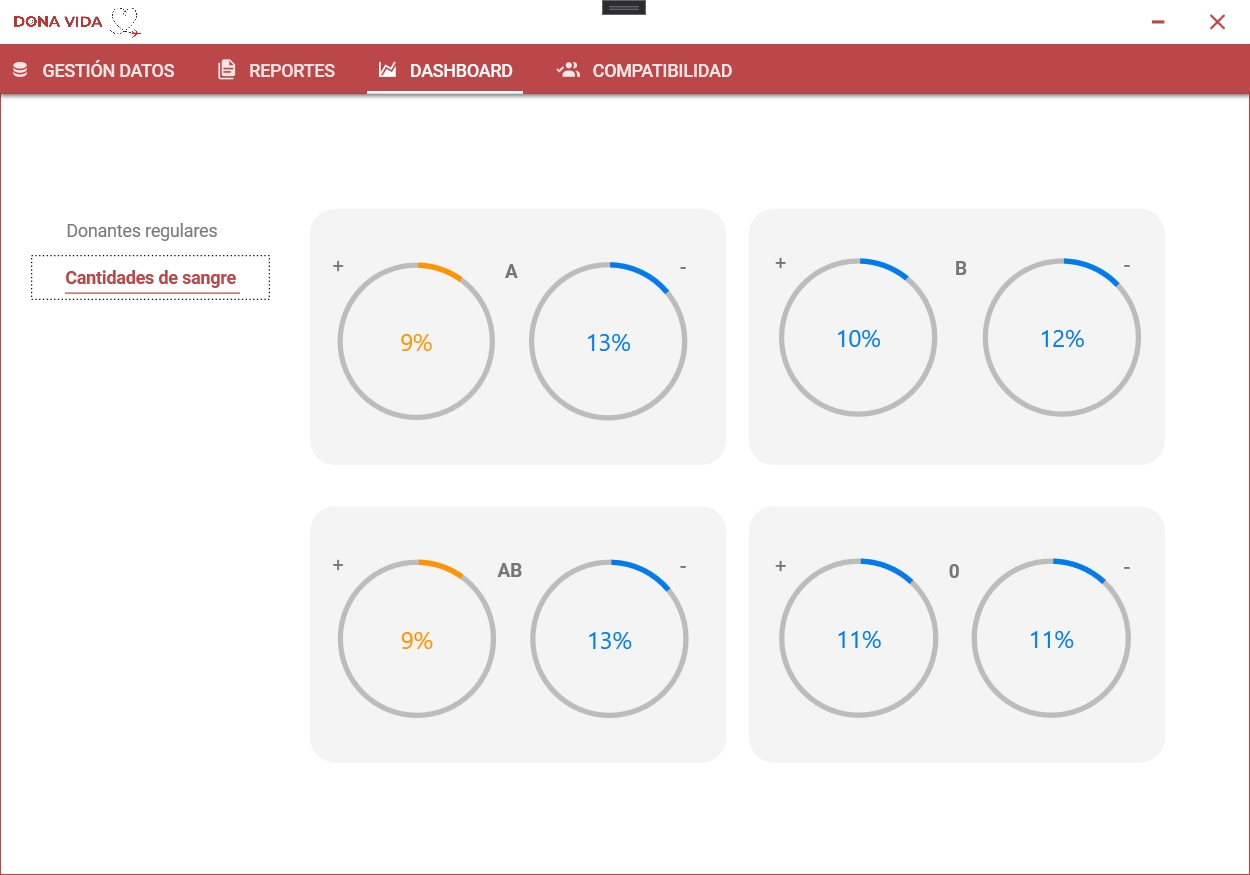 DONA VIDA
GESTIÓN DATOS
REPORTES
DASHBOARD
COMPATIBILIDAD
Donantes regulares
Cantidades de sangre
+ A -
9% 13%
+ B -
10% 12%
+ AB -
9% 13%
+ 0 -
11% 11%